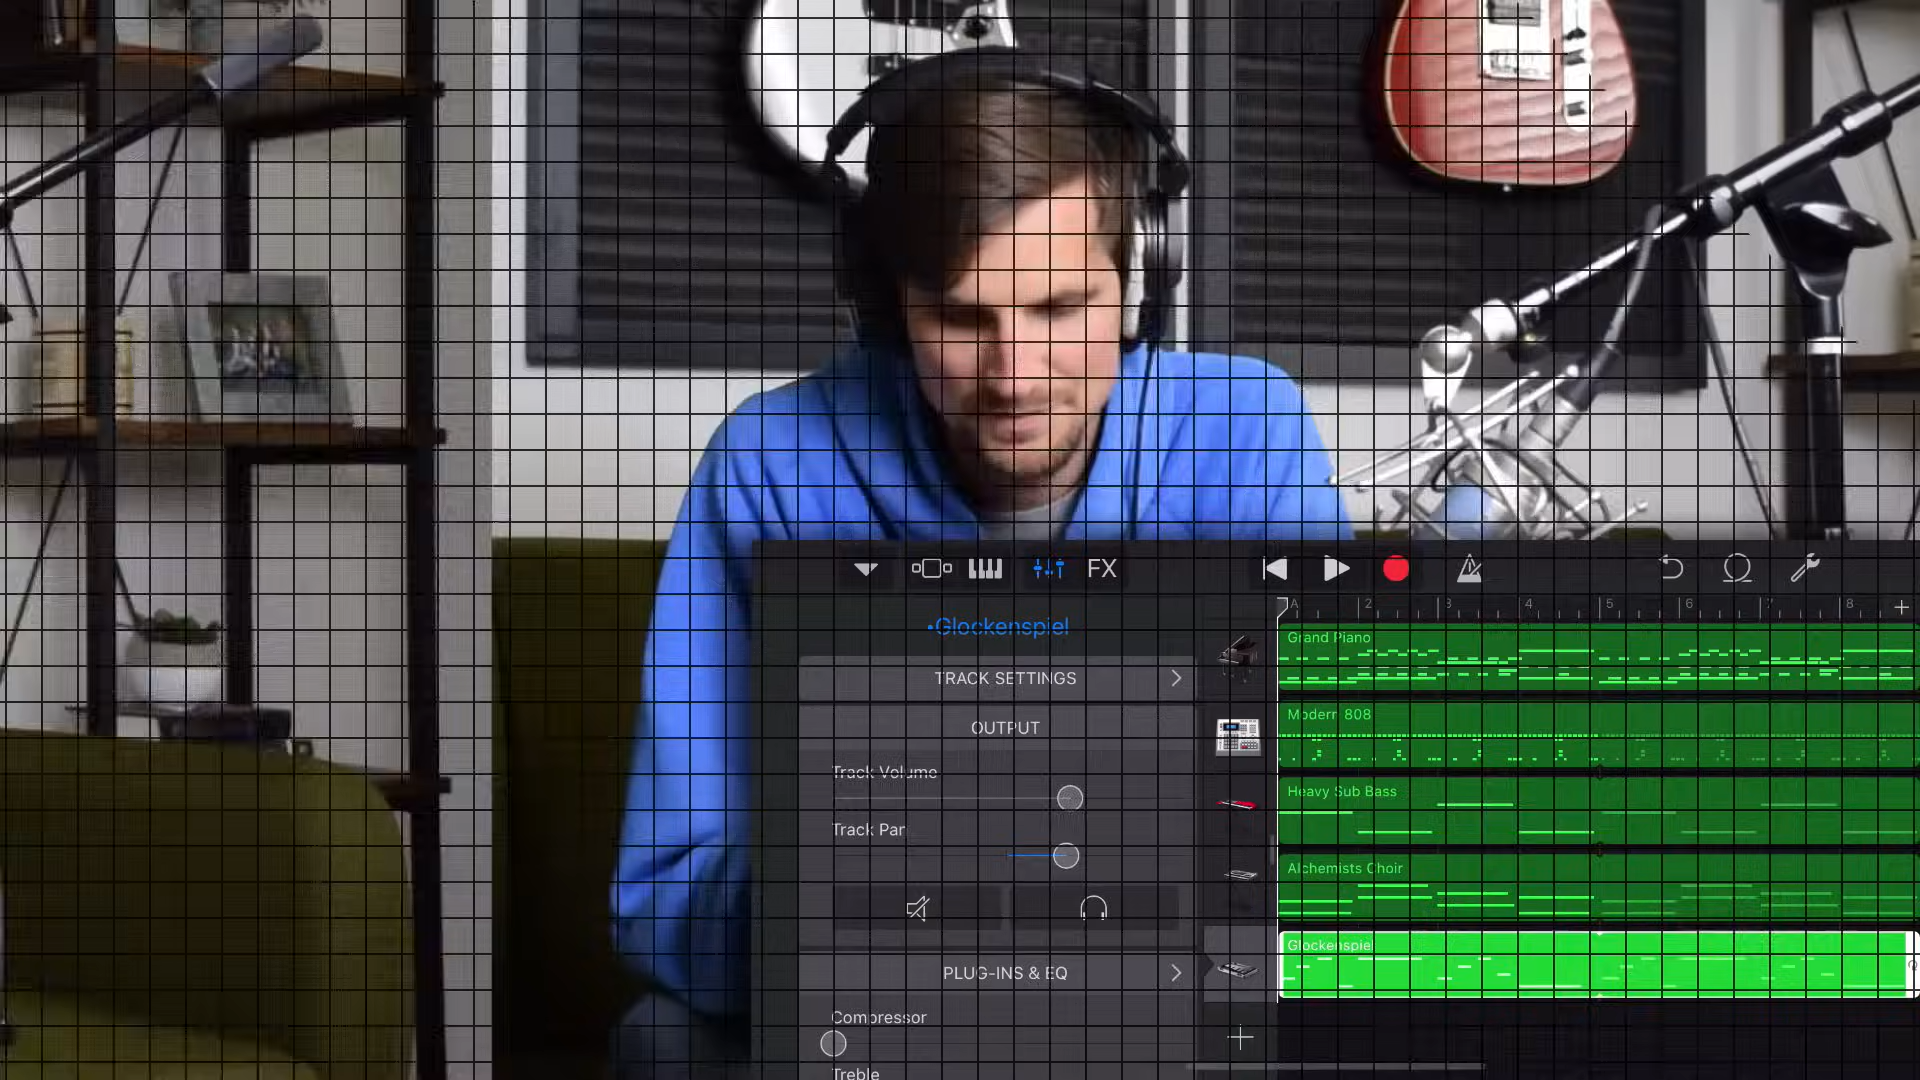 FX
A 2 3 4 5 6 7 8
Glockenspiel
TRACK SETTINGS
OUTPUT
Track Volume
Track Pan
PLUG-INS & EQ
Compressor
Treble
Grand Piano
Modern 808
Heavy Sub Bass
Alchemists Choir
Glockenspiel